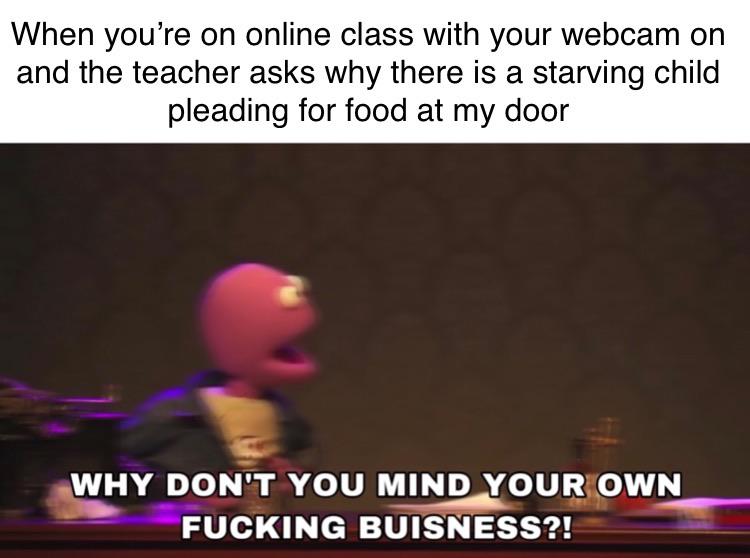 When you’re on online class with your webcam on
and the teacher asks why there is a starving child
pleading for food at my door
WHY DON'T YOU MIND YOUR OWN
FUCKING BUISNESS?!